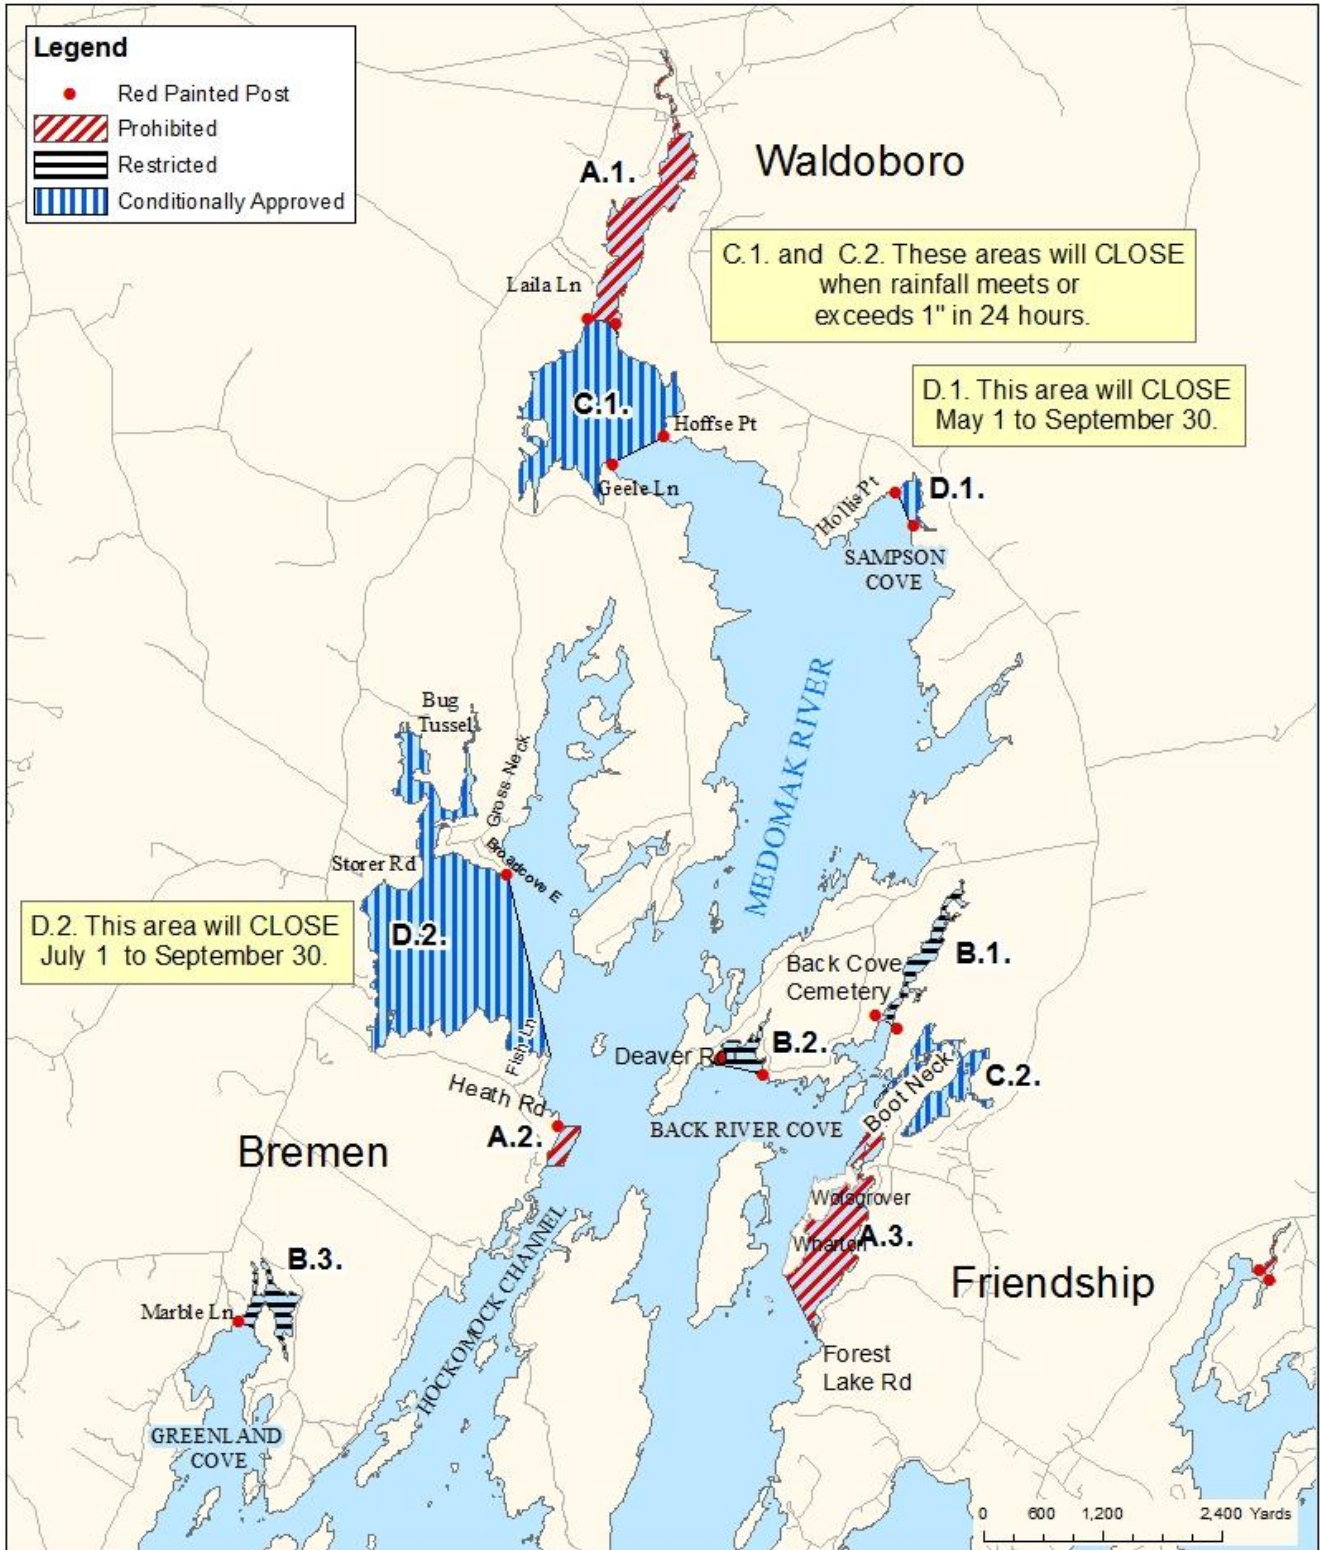 Legend
Red Painted Post
Prohibited
Restricted
Conditionally Approved
A.1.
Waldoboro
C.1. and C.2. These areas will CLOSE
when rainfall meets or
exceeds 1" in 24 hours.
Laila Ln
D.1. This area will CLOSE
May 1 to September 30.
C.1.
Hoffse Pt
Geele Ln
Hollis Pt
D.1.
SAMPSON
COVE
MEDOMAK RIVER
Bug
Tussel
Gross Neck
Broadcove E
Storer Rd
D.2. This area will CLOSE
July 1 to September 30.
D.2.
Back Cove
Cemetery
B.1.
Fish Ln
Deaver R
B.2.
Boot Neck
C.2.
Heath Rd
A.2.
BACK RIVER COVE
Bremen
Wolsgrover
Wharton
A.3.
HOCKOMOCK CHANNEL
B.3.
Marble Ln
Friendship
Forest
Lake Rd
GREENLAND
COVE
0 600 1,200 2,400 Yards